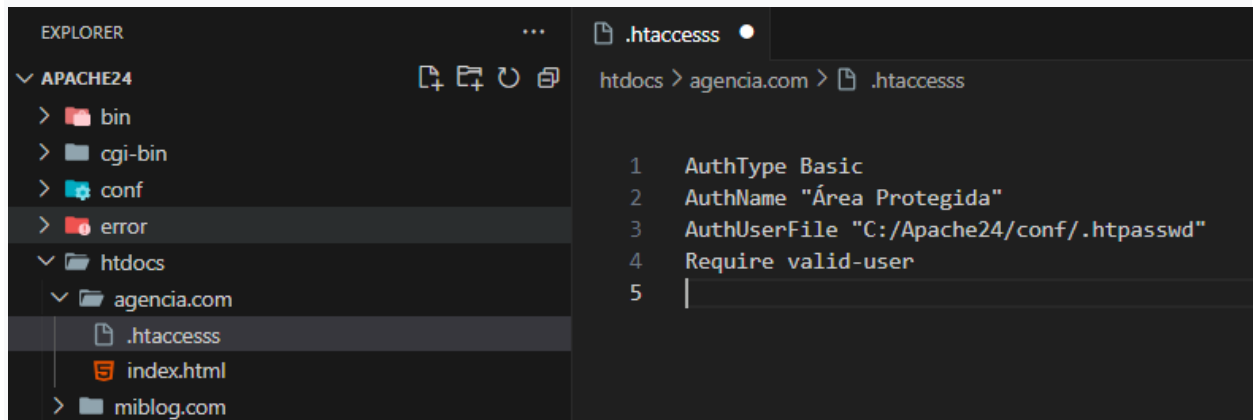 EXPLORER
APACHE24
bin
cgi-bin
conf
error
htdocs
agencia.com
.htaccesss
index.html
miblog.com
.htaccesss
htdocs > agencia.com > .htaccesss
1 AuthType Basic
2 AuthName "Área Protegida"
3 AuthUserFile "C:/Apache24/conf/.htpasswd"
4 Require valid-user
5